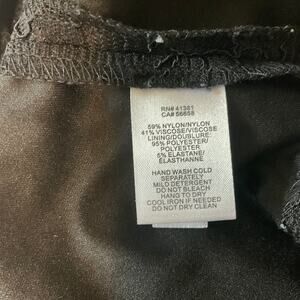 RN# 41381
CA# 56658
59% NYLON/NYLON
41% VISCOSE/VISCOSE
LINING/DOUBLURE:
95% POLYESTER/
POLYESTER
5% ELASTANE/
ELASTHANNE
HAND WASH COLD
SEPARATELY
MILD DETERGENT
DO NOT BLEACH
HANG TO DRY
COOL IRON IF NEEDED
DO NOT DRY CLEAN